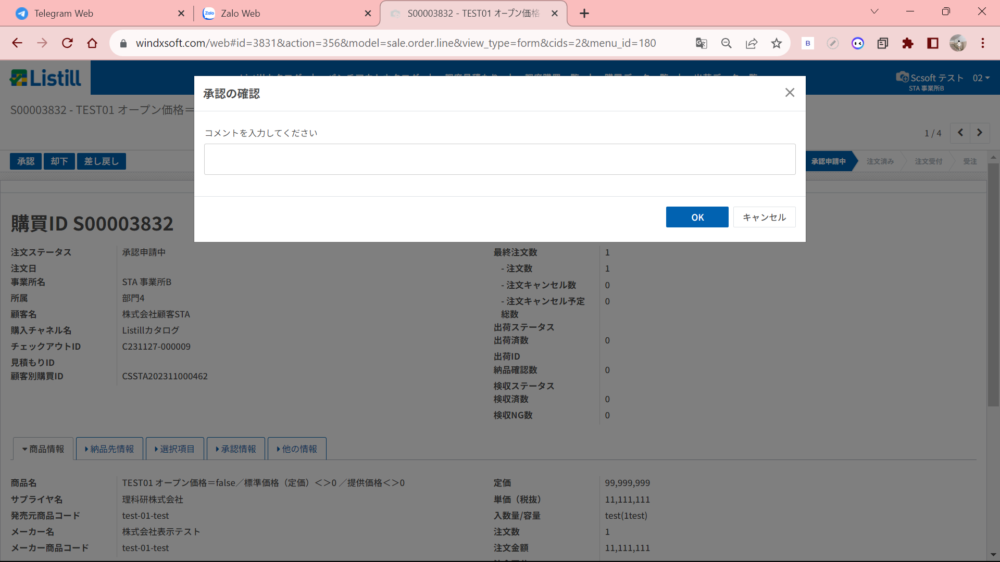 Telegram Web
Zalo Web
S00003832 - TEST01 オープン価格
windxsoft.com/web#id=3831&action=356&model=sale.order.line&view_type=form&cids=2&menu_id=180
Listill
Scsoft テスト 02
STA 事業所B
S00003832 - TEST01 オープン価格=
1 / 4
承認の確認
コメントを入力してください
OK
キャンセル
承認
却下
差し戻し
承認申請中
注文済み
注文受付
受注
購買ID S00003832
注文ステータス 承認申請中
注文日
事業所名 STA 事業所B
所属 部門4
顧客名 株式会社顧客STA
購入チャネル名 Listillカタログ
チェックアウトID C231127-000009
見積もりID
顧客別購買ID CSSTA202311000462
最終注文数 1
- 注文数 1
- 注文キャンセル数 0
- 注文キャンセル予定総数 0
出荷ステータス
出荷済数 0
出荷ID
納品確認数 0
検収ステータス
検収済数 0
検収NG数 0
商品情報
納品先情報
選択項目
承認情報
他の情報
商品名 TEST01 オープン価格=false／標準価格（定価）＜＞0 ／提供価格＜＞0
サプライヤ名 理科研株式会社
発売元商品コード test-01-test
メーカー名 株式会社表示テスト
メーカー商品コード test-01-test
定価 99,999,999
単価（税抜） 11,111,111
入数量/容量 test(1test)
注文数 1
注文金額 11,111,111